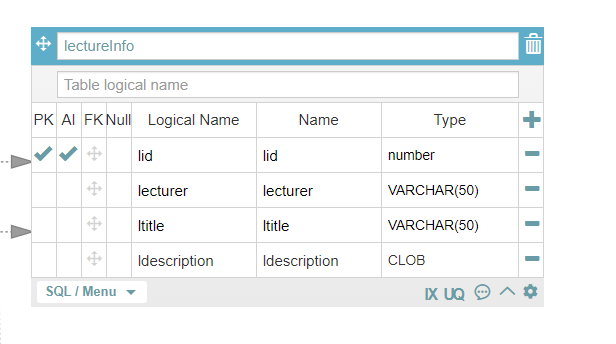 lectureInfo
Table logical name
PK AI FK Null Logical Name Name Type
lid lid number
lecturer lecturer VARCHAR(50)
ltitle ltitle VARCHAR(50)
ldescription ldescription CLOB
SQL / Menu IX UQ